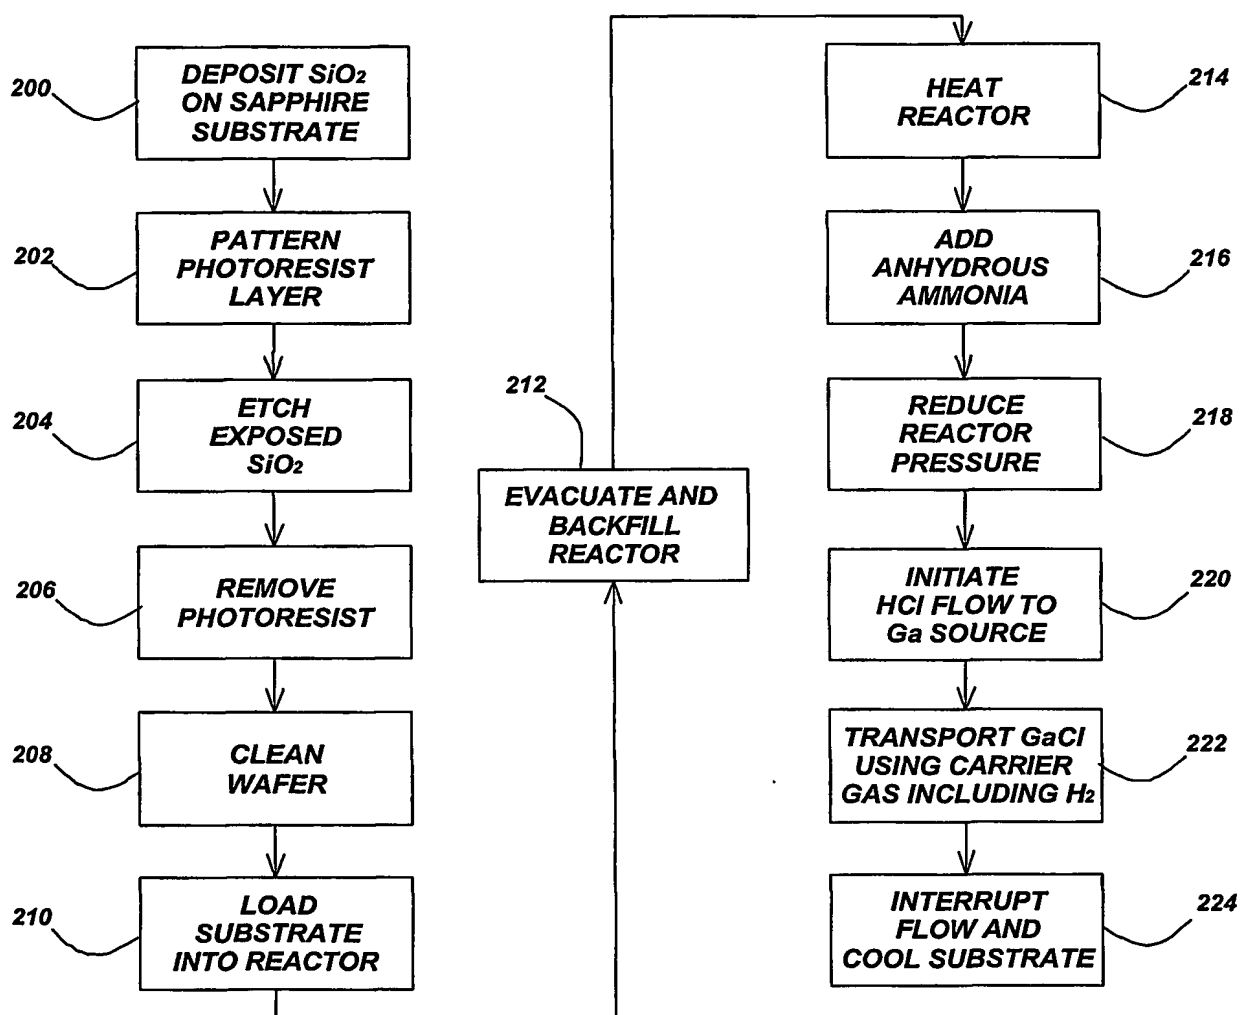 200
DEPOSIT SiO₂
ON SAPPHIRE
SUBSTRATE
202
PATTERN
PHOTORESIST
LAYER
204
ETCH
EXPOSED
SiO₂
206
REMOVE
PHOTORESIST
208
CLEAN
WAFER
210
LOAD
SUBSTRATE
INTO REACTOR
212
EVACUATE AND
BACKFILL
REACTOR
214
HEAT
REACTOR
216
ADD
ANHYDROUS
AMMONIA
218
REDUCE
REACTOR
PRESSURE
220
INITIATE
HCl FLOW TO
Ga SOURCE
222
TRANSPORT GaCl
USING CARRIER
GAS INCLUDING H₂
224
INTERRUPT
FLOW AND
COOL SUBSTRATE